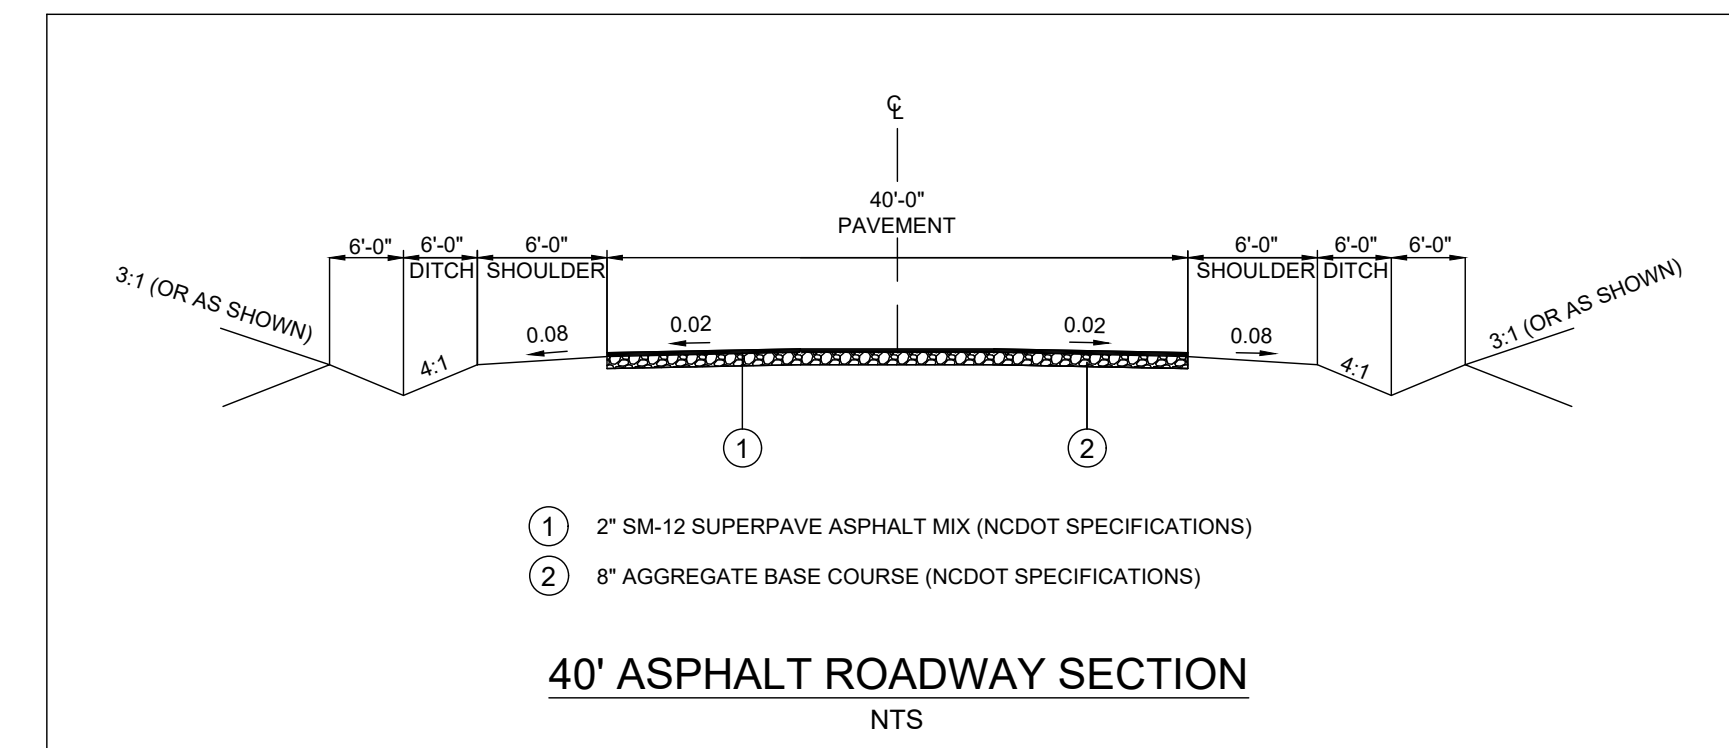 ℄
40'-0"
PAVEMENT
6'-0" 6'-0" 6'-0" 6'-0" 6'-0" 6'-0"
DITCH SHOULDER SHOULDER DITCH
3:1 (OR AS SHOWN) 3:1 (OR AS SHOWN)
0.08 0.02 0.02 0.08
4:1 4:1
1 2
1 2" SM-12 SUPERPAVE ASPHALT MIX (NCDOT SPECIFICATIONS)
2 8" AGGREGATE BASE COURSE (NCDOT SPECIFICATIONS)
40' ASPHALT ROADWAY SECTION
NTS